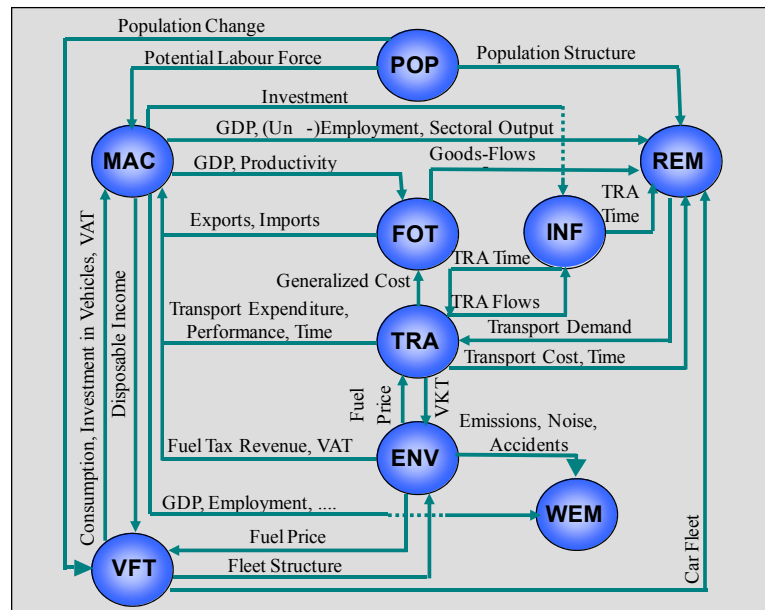 Population Change
Potential Labour Force
POP
Population Structure
Investment
GDP, (Un -)Employment, Sectoral Output
MAC
REM
GDP, Productivity
Goods-Flows
TRA
Time
Exports, Imports
FOT
INF
TRA Time
Generalized Cost
TRA Flows
Transport Expenditure,
Performance, Time
TRA
Transport Demand
Transport Cost, Time
Consumption, Investment in Vehicles, VAT
Disposable Income
Fuel
Price
VKT
Emissions, Noise,
Accidents
Fuel Tax Revenue, VAT
ENV
GDP, Employment, ....
WEM
Fuel Price
VFT
Fleet Structure
Car Fleet